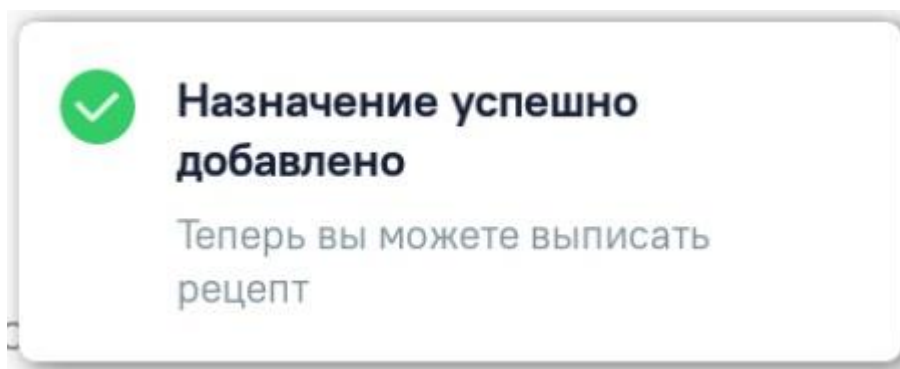 Назначение успешно
добавлено
Теперь вы можете выписать
рецепт